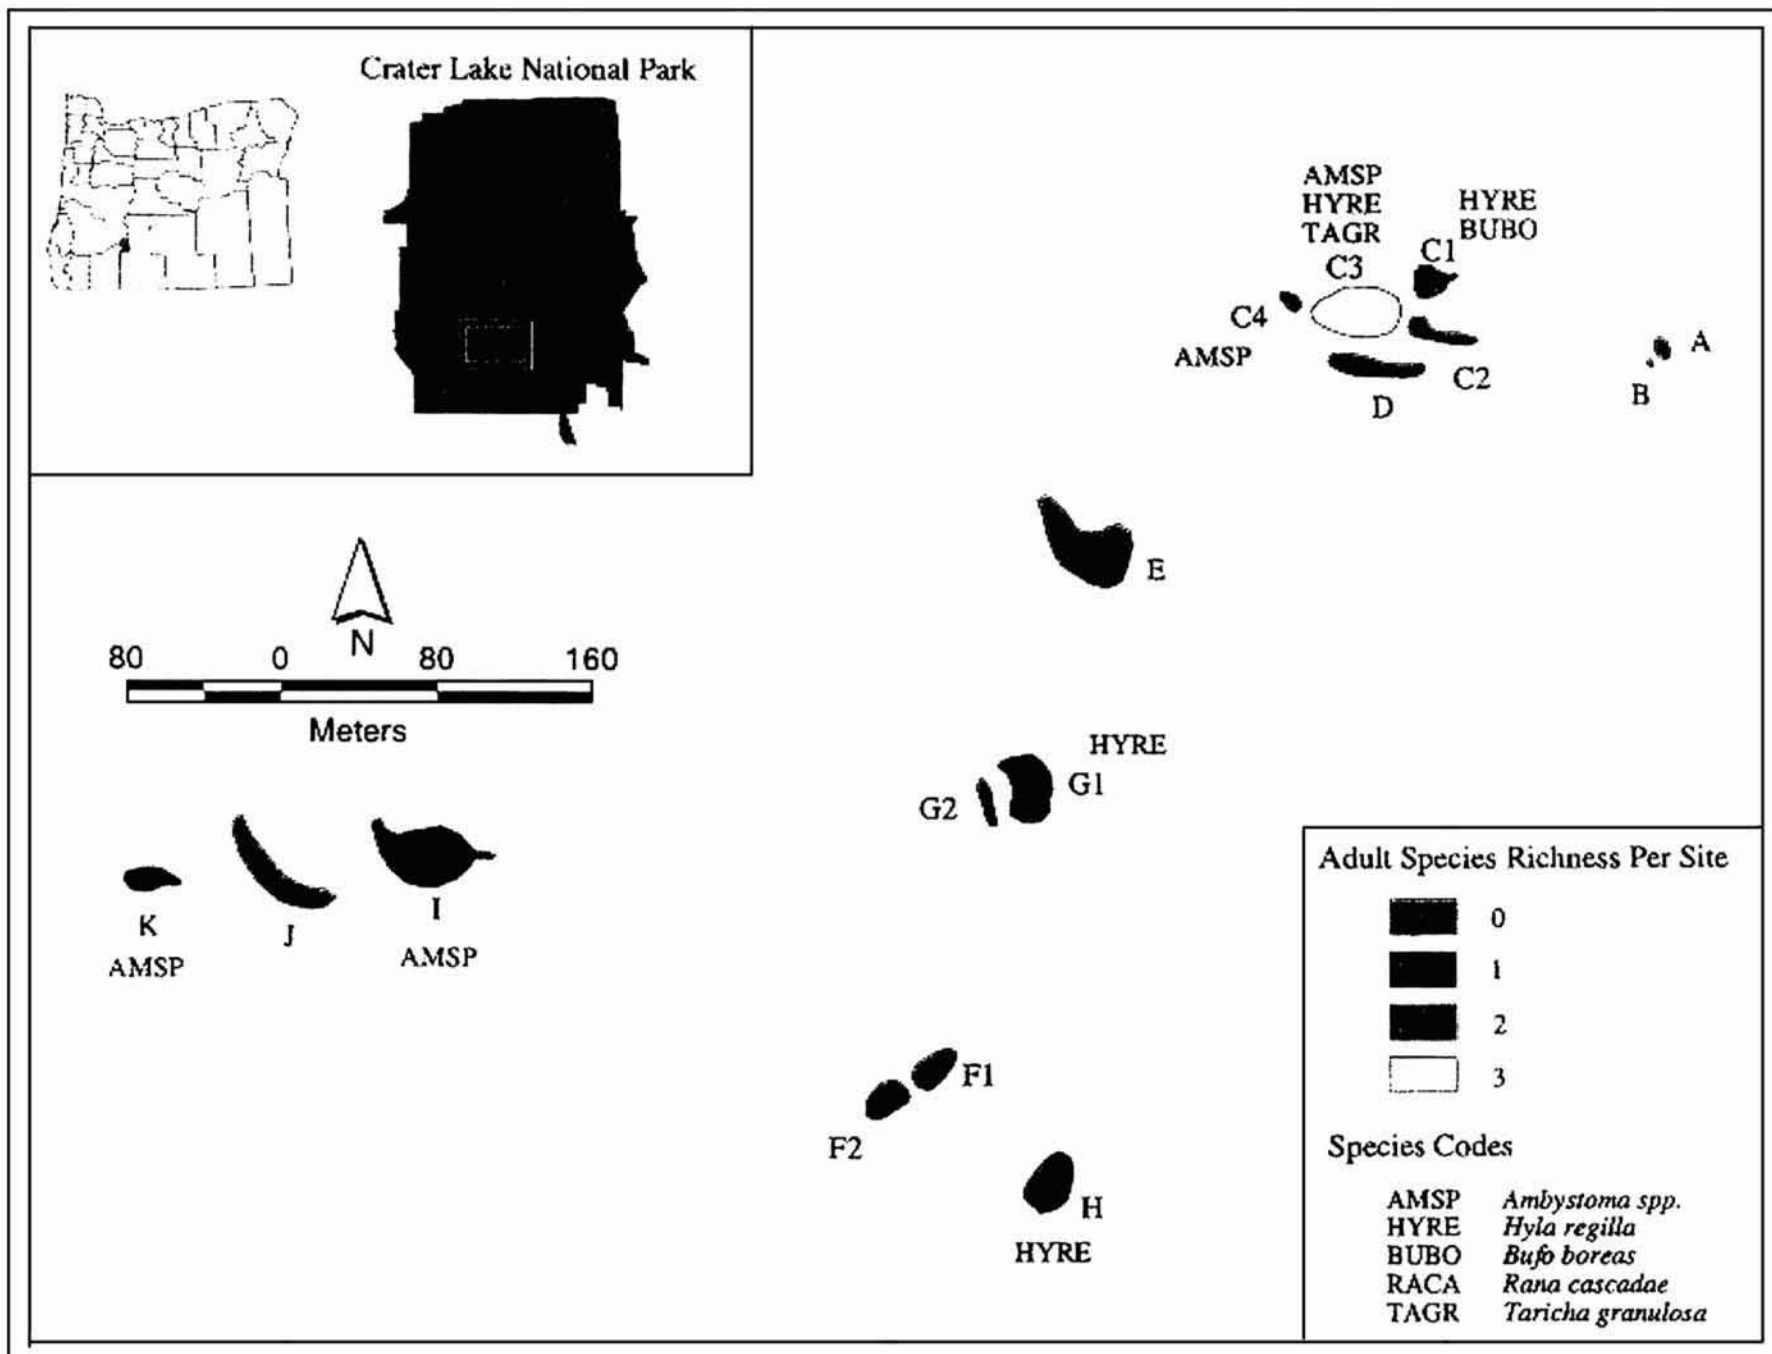 Crater Lake National Park
AMSP
HYRE
TAGR
C3
HYRE
BUBO
C1
C4
AMSP
C2
D
A
B
E
N
80 0 80 160
Meters
HYRE
G1
G2
K
AMSP
J
I
AMSP
F1
F2
H
HYRE
Adult Species Richness Per Site
0
1
2
3
Species Codes
AMSP Ambystoma spp.
HYRE Hyla regilla
BUBO Bufo boreas
RACA Rana cascadae
TAGR Taricha granulosa